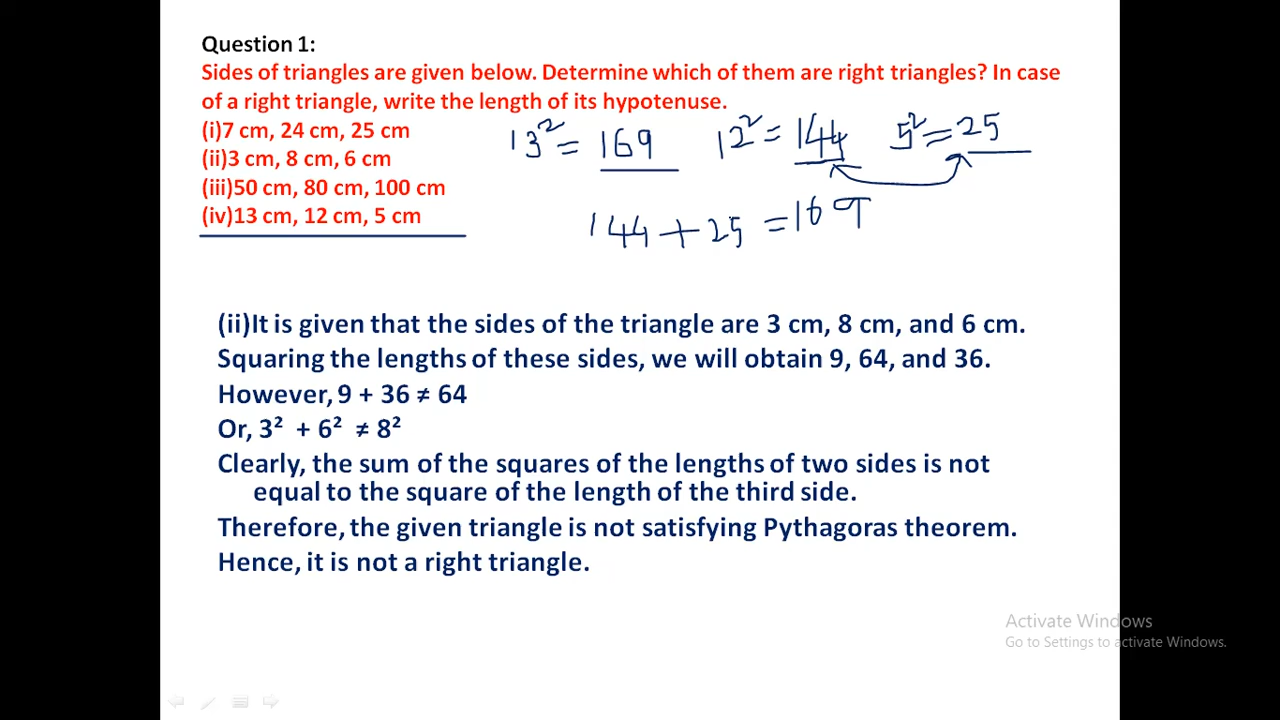 Question 1:
Sides of triangles are given below. Determine which of them are right triangles? In case
of a right triangle, write the length of its hypotenuse.
(i)7 cm, 24 cm, 25 cm
(ii)3 cm, 8 cm, 6 cm
(iii)50 cm, 80 cm, 100 cm
(iv)13 cm, 12 cm, 5 cm
13² = 169 12² = 144 5² = 25
144 + 25 = 169
(ii)It is given that the sides of the triangle are 3 cm, 8 cm, and 6 cm.
Squaring the lengths of these sides, we will obtain 9, 64, and 36.
However, 9 + 36 ≠ 64
Or, 3² + 6² ≠ 8²
Clearly, the sum of the squares of the lengths of two sides is not
equal to the square of the length of the third side.
Therefore, the given triangle is not satisfying Pythagoras theorem.
Hence, it is not a right triangle.
Activate Windows
Go to Settings to activate Windows.